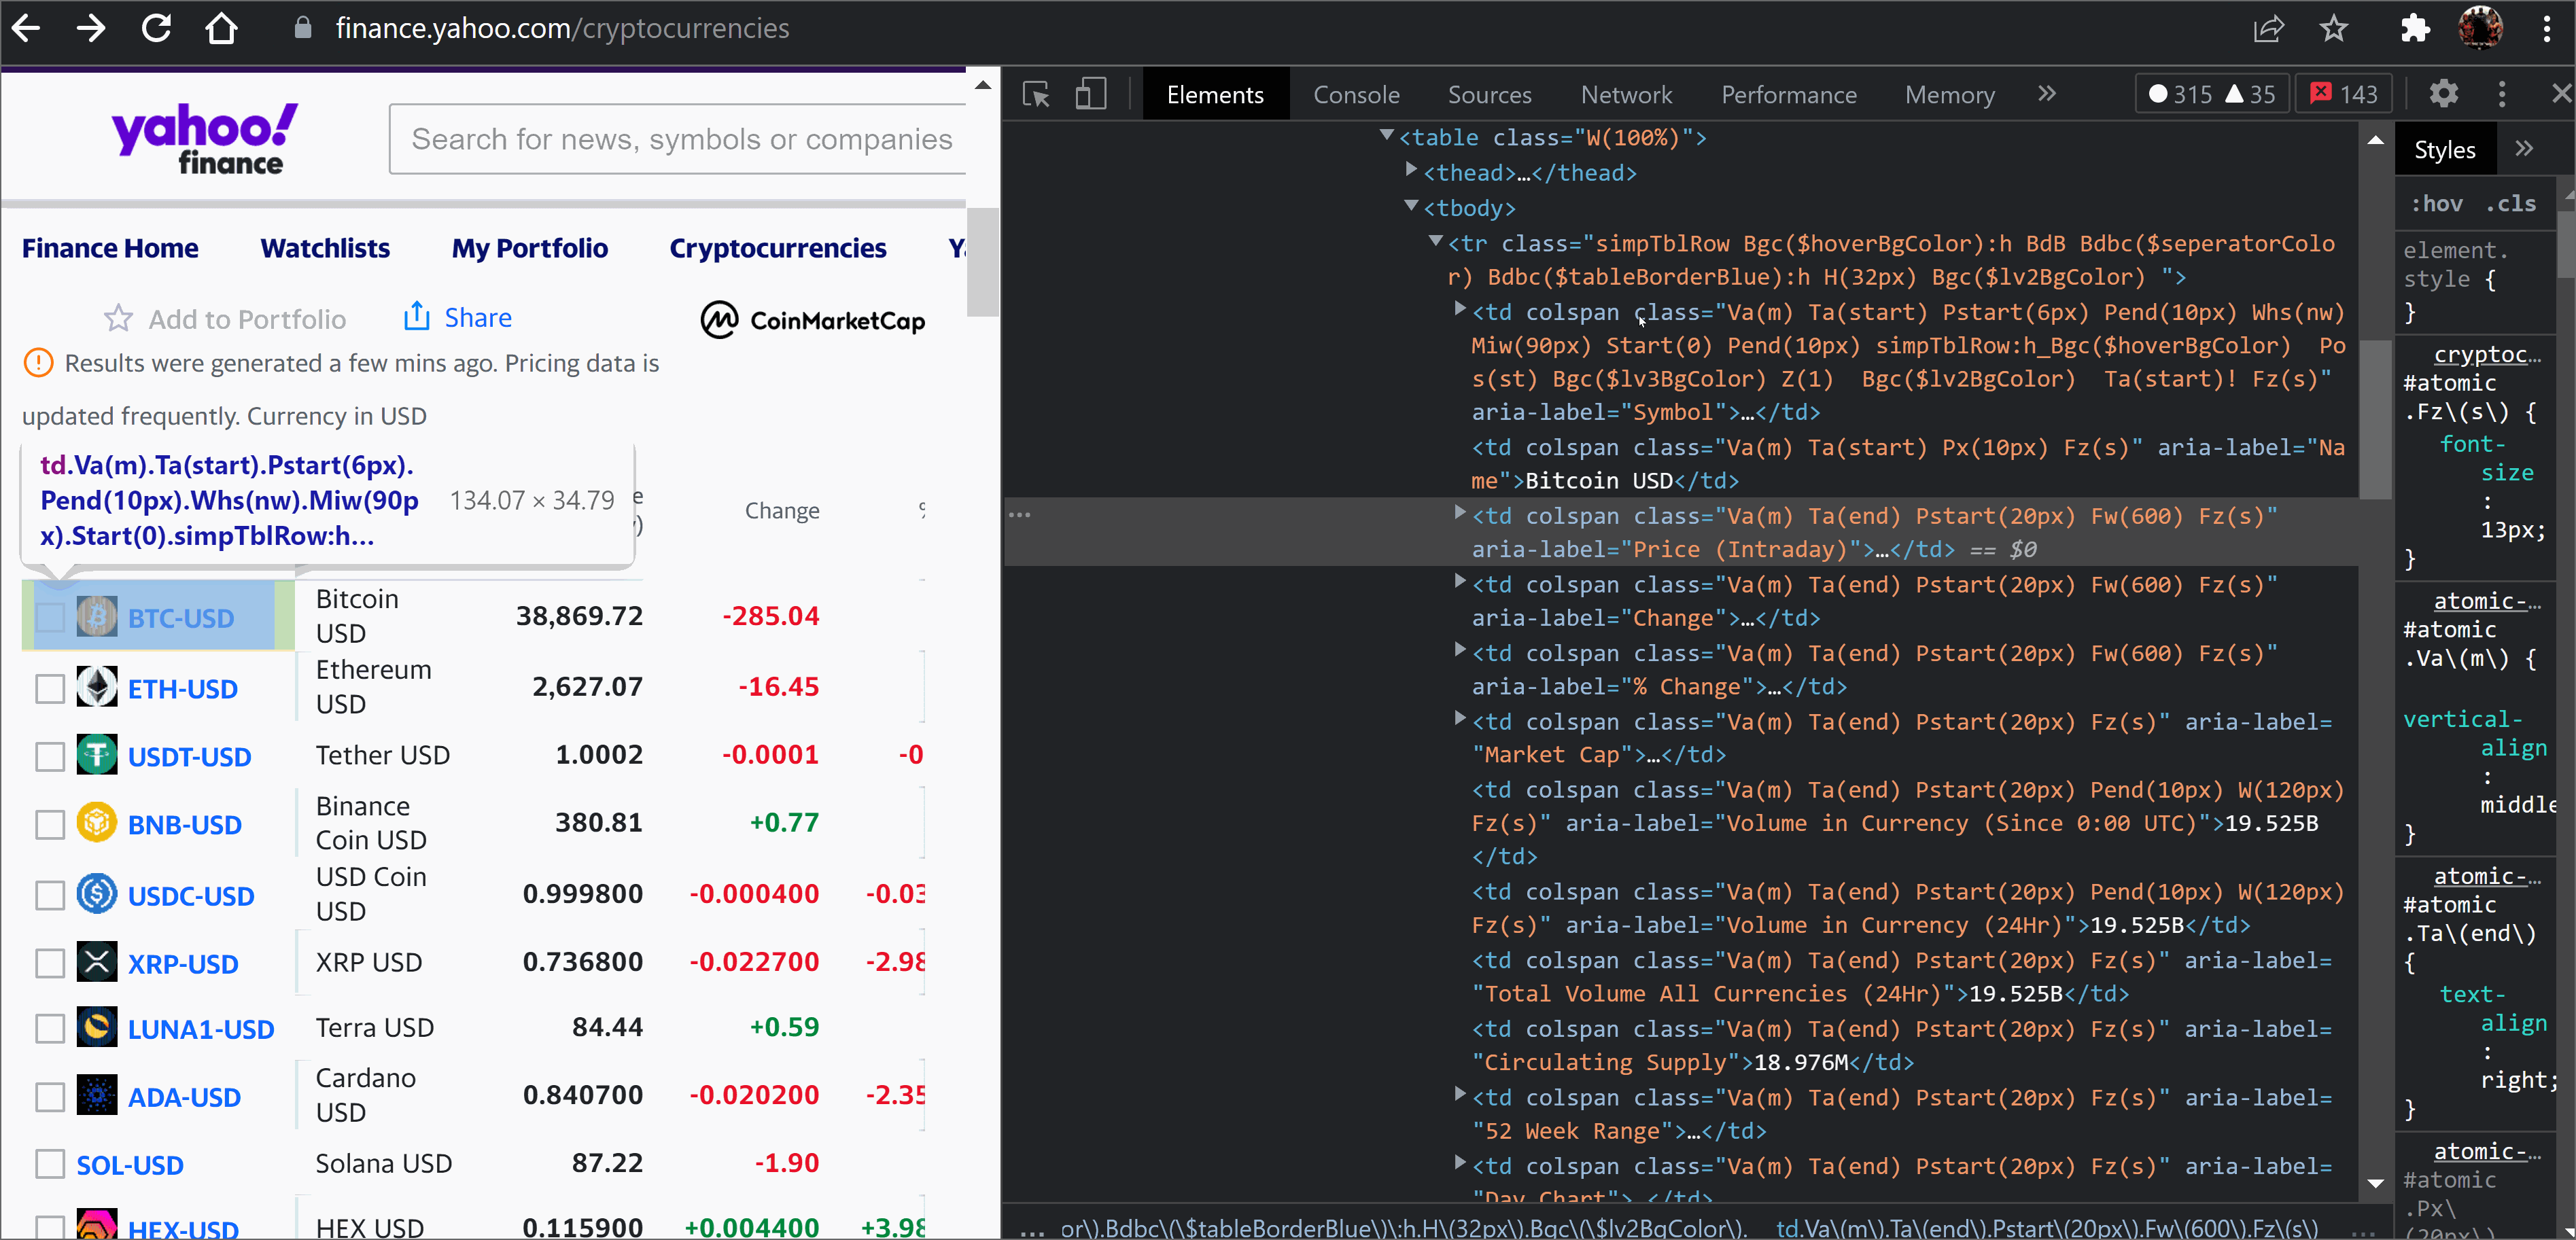 finance.yahoo.com/cryptocurrencies
yahoo!
finance
Search for news, symbols or companies
Finance Home Watchlists My Portfolio Cryptocurrencies
Add to Portfolio Share CoinMarketCap
Results were generated a few mins ago. Pricing data is
updated frequently. Currency in USD
td.Va(m).Ta(start).Pstart(6px).
Pend(10px).Whs(nw).Miw(90p
x).Start(0).simpTblRow:h...
134.07 × 34.79
Change
BTC-USD Bitcoin USD 38,869.72 -285.04
ETH-USD Ethereum USD 2,627.07 -16.45
USDT-USD Tether USD 1.0002 -0.0001 -0
BNB-USD Binance Coin USD 380.81 +0.77
USDC-USD USD Coin USD 0.999800 -0.000400 -0.03
XRP-USD XRP USD 0.736800 -0.022700 -2.98
LUNA1-USD Terra USD 84.44 +0.59
ADA-USD Cardano USD 0.840700 -0.020200 -2.35
SOL-USD Solana USD 87.22 -1.90
HEX-USD HEX USD 0.115900 +0.004400 +3.98
Elements Console Sources Network Performance Memory » 315 35 143
<table class="W(100%)">
<thead>…</thead>
<tbody>
<tr class="simpTblRow Bgc($hoverBgColor):h BdB Bdbc($seperatorColo
r) Bdbc($tableBorderBlue):h H(32px) Bgc($lv2BgColor) ">
<td colspan class="Va(m) Ta(start) Pstart(6px) Pend(10px) Whs(nw)
Miw(90px) Start(0) Pend(10px) simpTblRow:h_Bgc($hoverBgColor)  Po
s(st) Bgc($lv3BgColor) Z(1)  Bgc($lv2BgColor)  Ta(start)! Fz(s)"
aria-label="Symbol">…</td>
<td colspan class="Va(m) Ta(start) Px(10px) Fz(s)" aria-label="Na
me">Bitcoin USD</td>
<td colspan class="Va(m) Ta(end) Pstart(20px) Fw(600) Fz(s)"
aria-label="Price (Intraday)">…</td> == $0
<td colspan class="Va(m) Ta(end) Pstart(20px) Fw(600) Fz(s)"
aria-label="Change">…</td>
<td colspan class="Va(m) Ta(end) Pstart(20px) Fw(600) Fz(s)"
aria-label="% Change">…</td>
<td colspan class="Va(m) Ta(end) Pstart(20px) Fz(s)" aria-label=
"Market Cap">…</td>
<td colspan class="Va(m) Ta(end) Pstart(20px) Pend(10px) W(120px)
Fz(s)" aria-label="Volume in Currency (Since 0:00 UTC)">19.525B
</td>
<td colspan class="Va(m) Ta(end) Pstart(20px) Pend(10px) W(120px)
Fz(s)" aria-label="Volume in Currency (24Hr)">19.525B</td>
<td colspan class="Va(m) Ta(end) Pstart(20px) Fz(s)" aria-label=
"Total Volume All Currencies (24Hr)">19.525B</td>
<td colspan class="Va(m) Ta(end) Pstart(20px) Fz(s)" aria-label=
"Circulating Supply">18.976M</td>
<td colspan class="Va(m) Ta(end) Pstart(20px) Fz(s)" aria-label=
"52 Week Range">…</td>
<td colspan class="Va(m) Ta(end) Pstart(20px) Fz(s)" aria-label=
"Day Chart">…</td>
... or\).Bdbc\(\$tableBorderBlue\)\:h.H\(32px\).Bgc\(\$lv2BgColor\). td.Va\(m\).Ta\(end\).Pstart\(20px\).Fw\(600\).Fz\(s\) ...
Styles »
:hov .cls
element.
style {
}
cryptoc…
#atomic
.Fz\(s\) {
font-
size
:
13px;
}
atomic-…
#atomic
.Va\(m\) {
vertical-
align
:
middle
}
atomic-…
#atomic
.Ta\(end\)
{
text-
align
:
right;
}
atomic-…
#atomic
.Px\
(20px\)